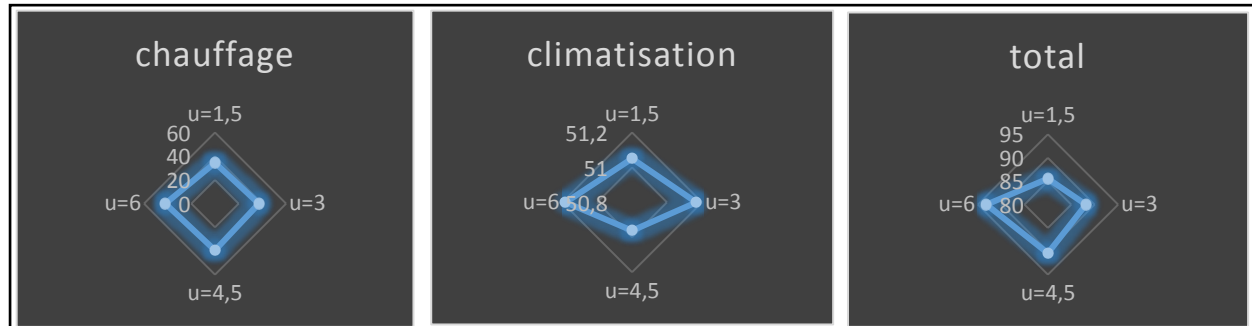 chauffage
u=1,5
60
40
20
0
u=6
u=3
u=4,5
climatisation
u=1,5
51,2
51
50,8
u=6
u=3
u=4,5
total
u=1,5
95
90
85
80
u=6
u=3
u=4,5